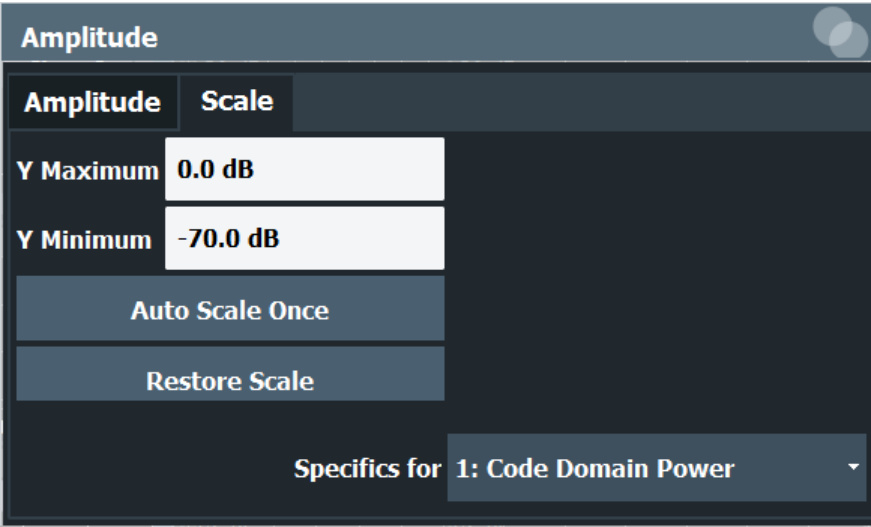 Amplitude
Amplitude Scale
Y Maximum 0.0 dB
Y Minimum -70.0 dB
Auto Scale Once
Restore Scale
Specifics for 1: Code Domain Power